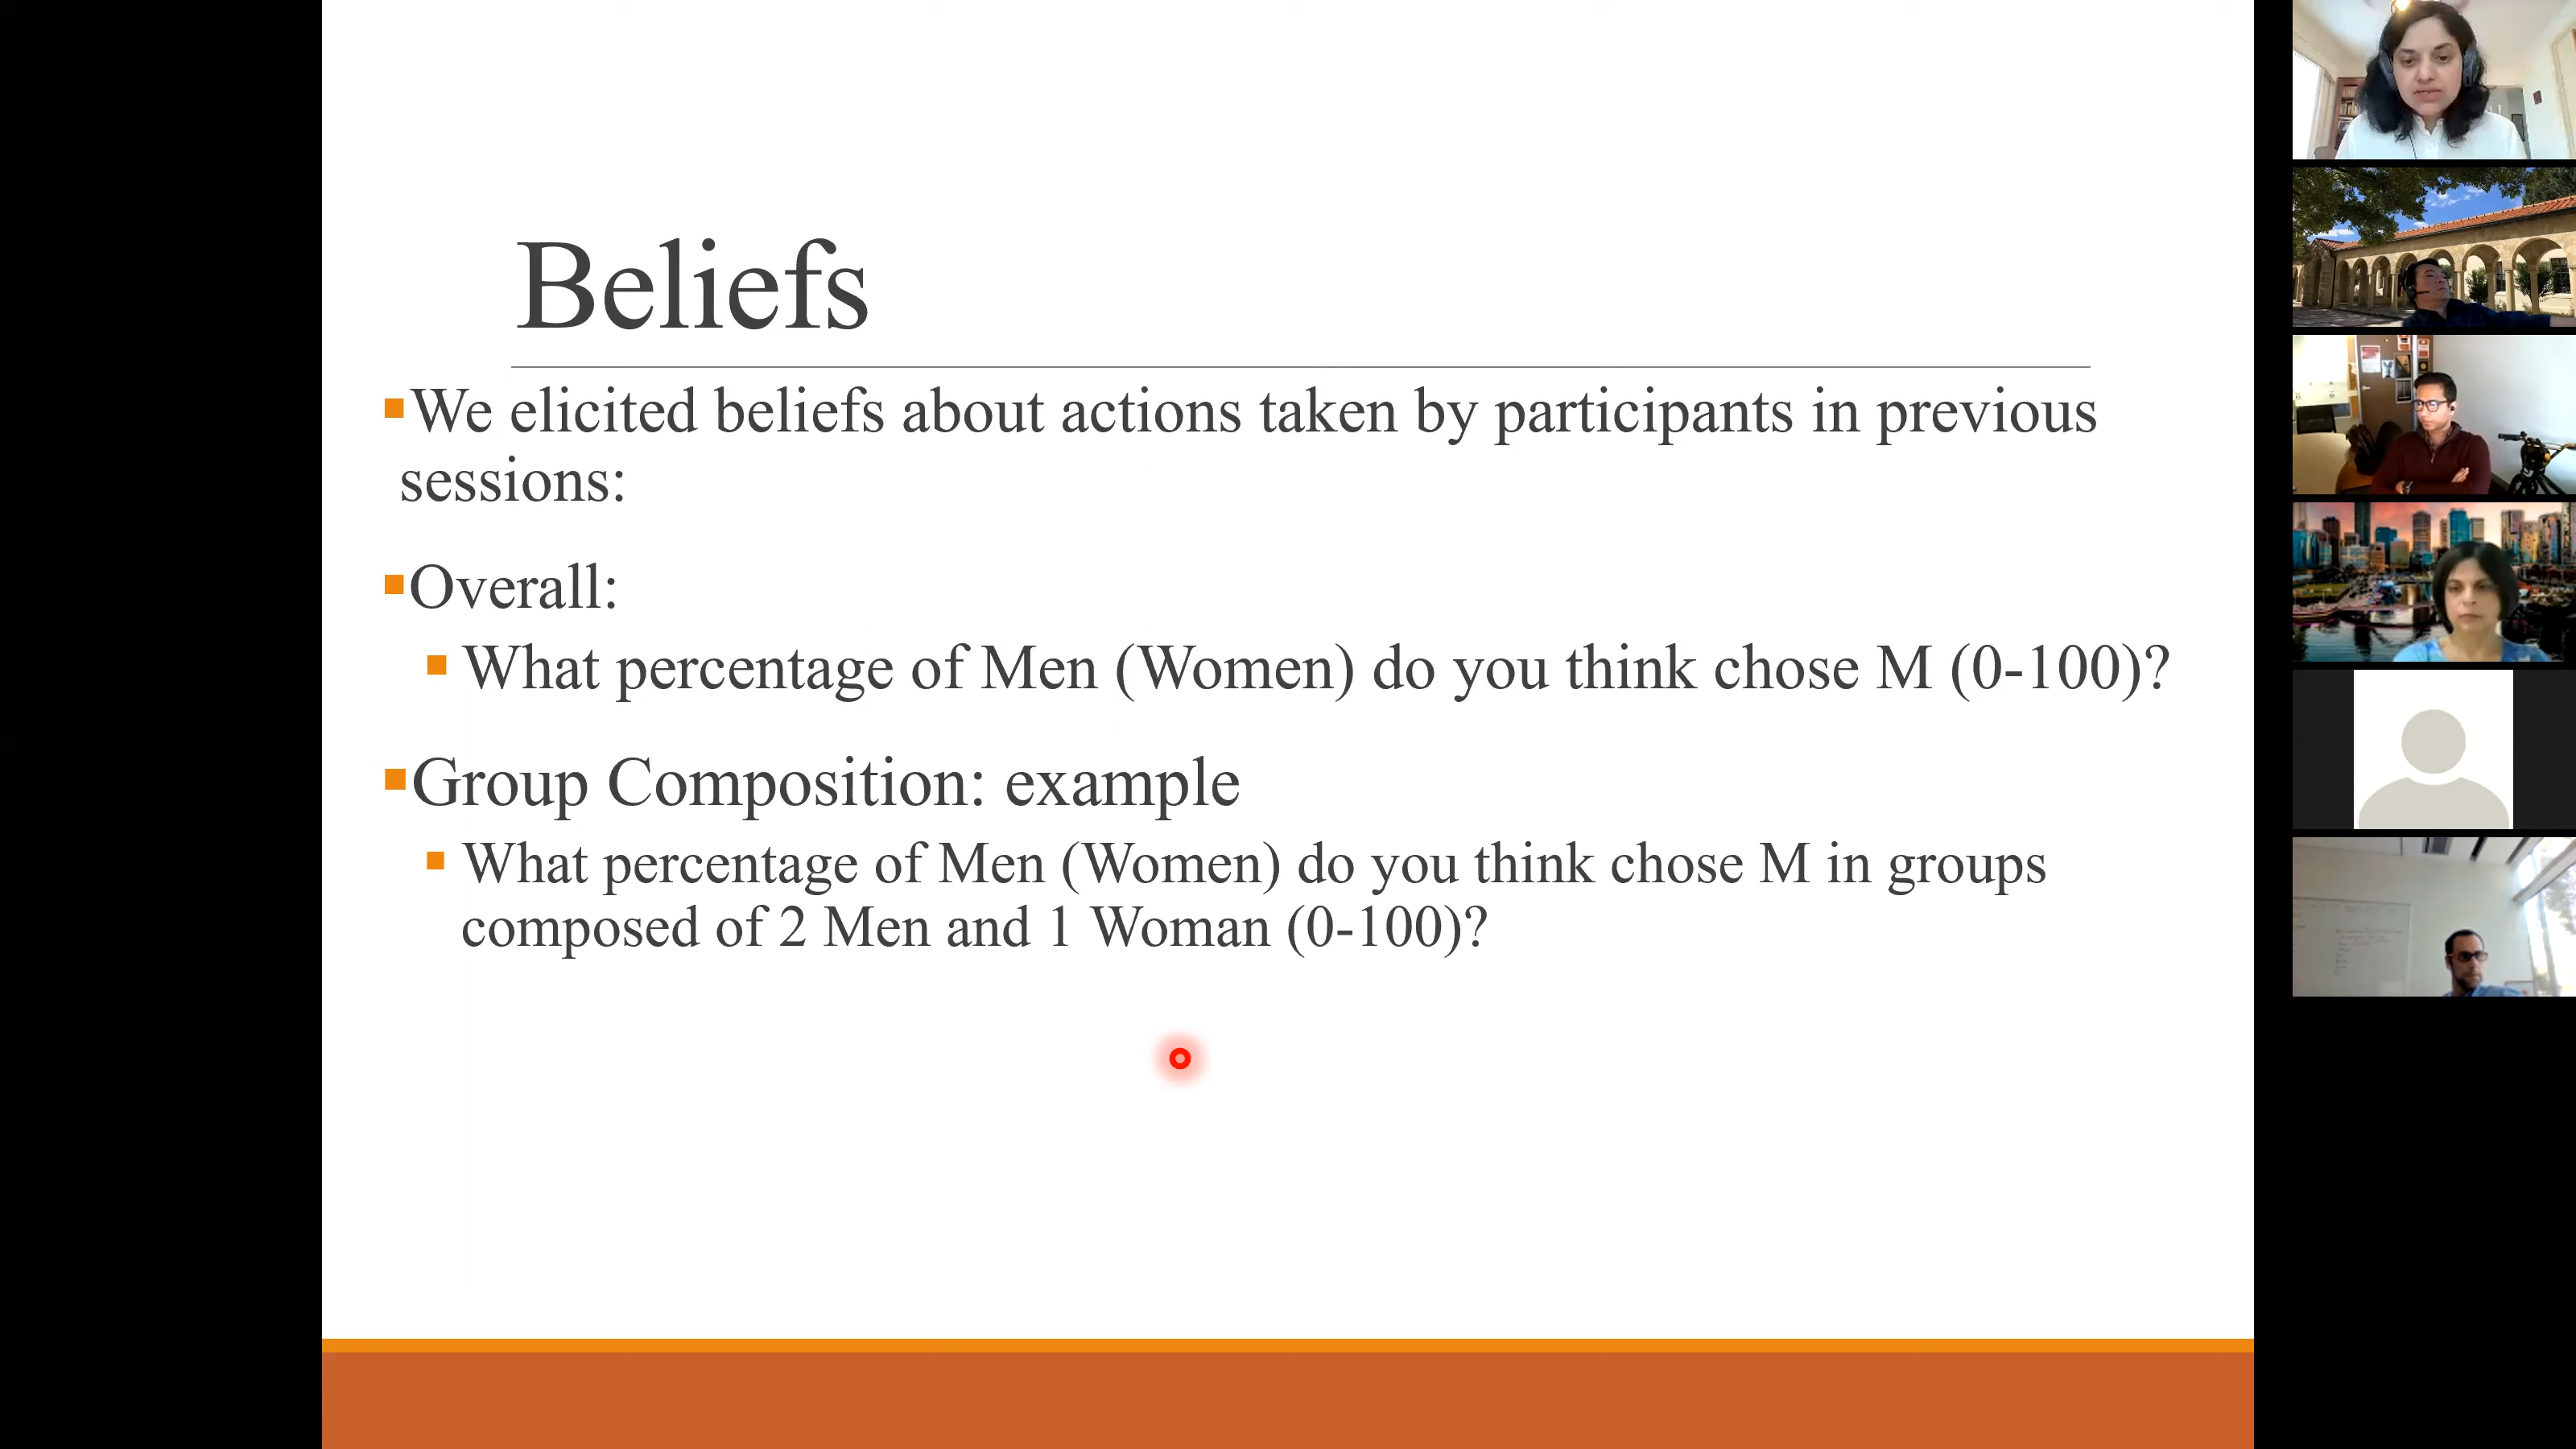 Beliefs
We elicited beliefs about actions taken by participants in previous
sessions:
Overall:
What percentage of Men (Women) do you think chose M (0-100)?
Group Composition: example
What percentage of Men (Women) do you think chose M in groups
composed of 2 Men and 1 Woman (0-100)?